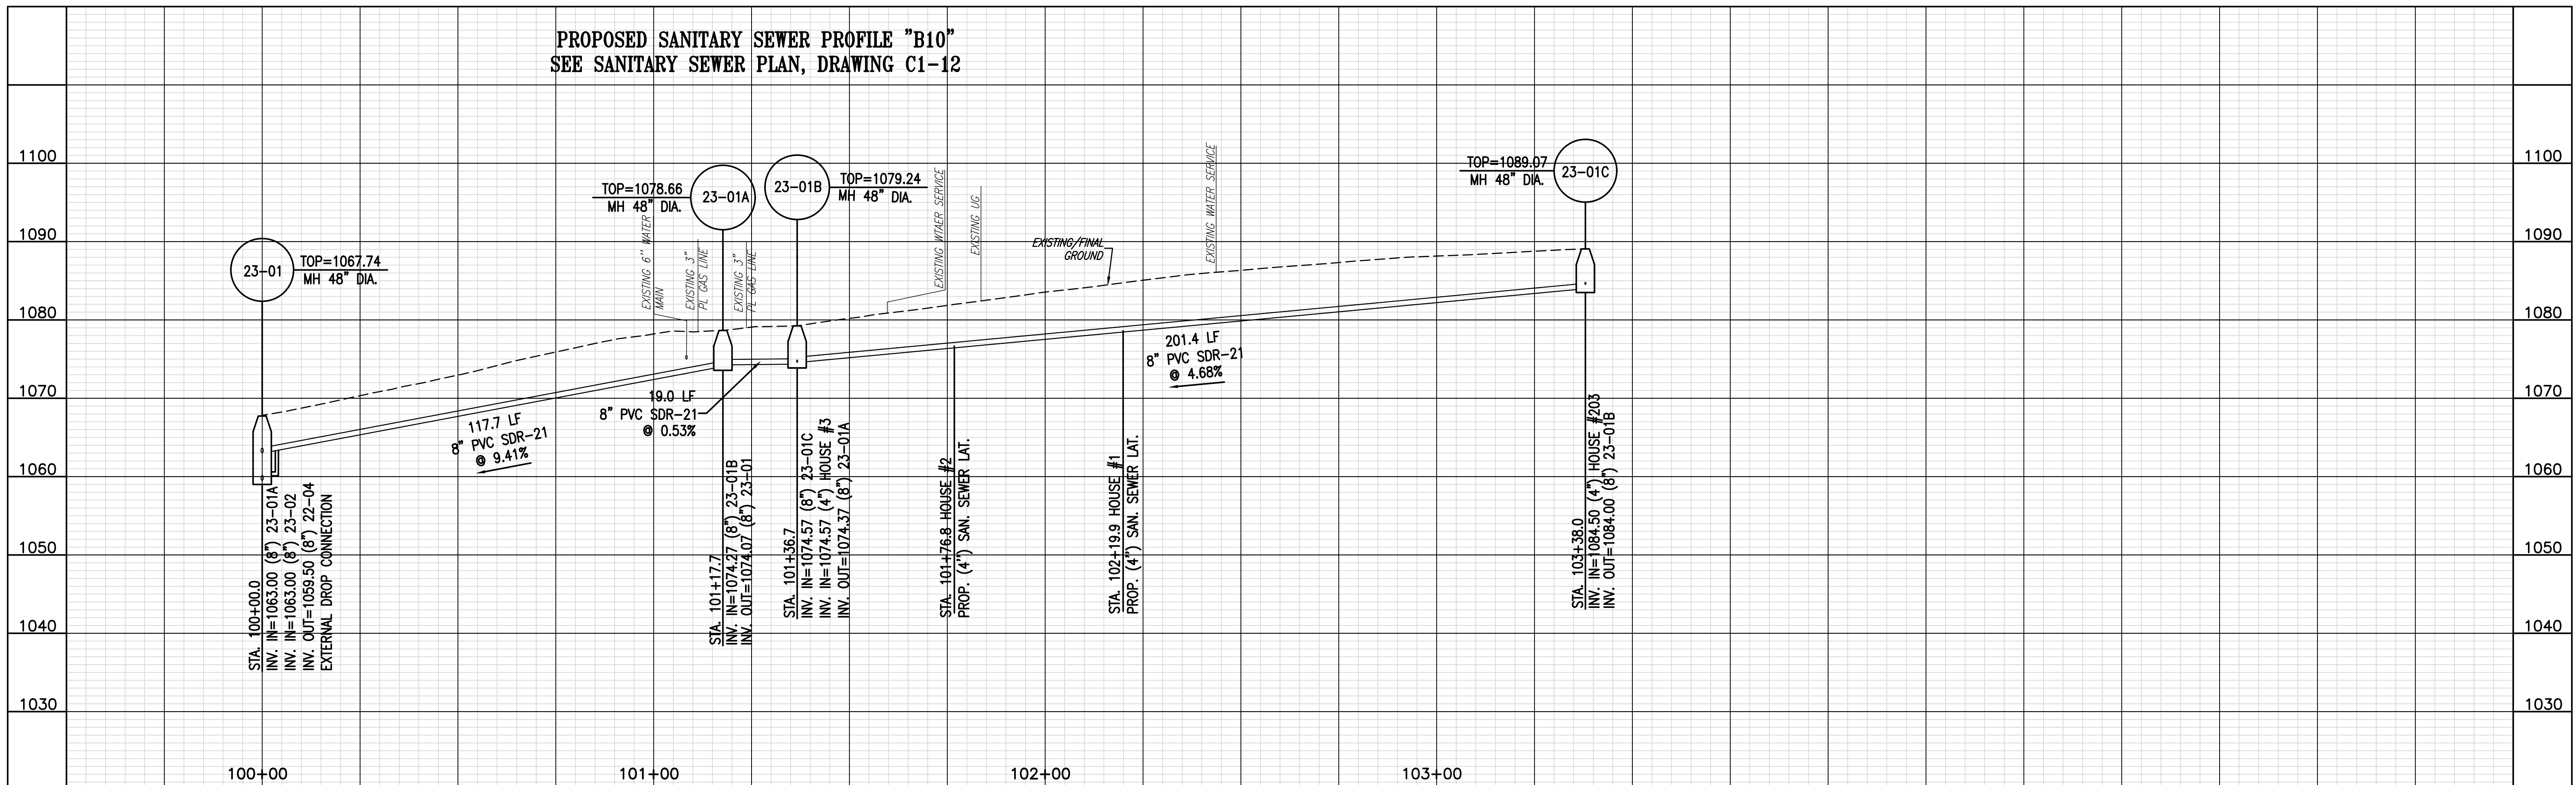 PROPOSED SANITARY SEWER PROFILE "B10"
SEE SANITARY SEWER PLAN, DRAWING C1-12
1100
1090
1080
1070
1060
1050
1040
1030
23-01
TOP=1067.74
MH 48" DIA.
TOP=1078.66
MH 48" DIA.
23-01A
23-01B
TOP=1079.24
MH 48" DIA.
TOP=1089.07
MH 48" DIA.
23-01C
EXISTING 6" WATER
MAIN
EXISTING 3"
PL GAS LINE
EXISTING 3"
PL GAS LINE
EXISTING WTAER SERVICE
EXISTING UG
EXISTING/FINAL
GROUND
EXISTING WATER SERVICE
117.7 LF
8" PVC SDR-21
@ 9.41%
19.0 LF
8" PVC SDR-21
@ 0.53%
201.4 LF
8" PVC SDR-21
@ 4.68%
STA. 100+00.0
INV. IN=1063.00 (8") 23-01A
INV. IN=1063.00 (8") 23-02
INV. OUT=1059.50 (8") 22-04
EXTERNAL DROP CONNECTION
STA. 101+17.7
INV. IN=1074.27 (8") 23-01B
INV. OUT=1074.07 (8") 23-01
STA. 101+36.7
INV. IN=1074.57 (8") 23-01C
INV. IN=1074.57 (4") HOUSE #3
INV. OUT=1074.37 (8") 23-01A
STA. 101+76.8 HOUSE #2
PROP. (4") SAN. SEWER LAT.
STA. 102+19.9 HOUSE #1
PROP. (4") SAN. SEWER LAT.
STA. 103+38.0
INV. IN=1084.50 (4") HOUSE #203
INV. OUT=1084.00 (8") 23-01B
1100
1090
1080
1070
1060
1050
1040
1030
100+00
101+00
102+00
103+00